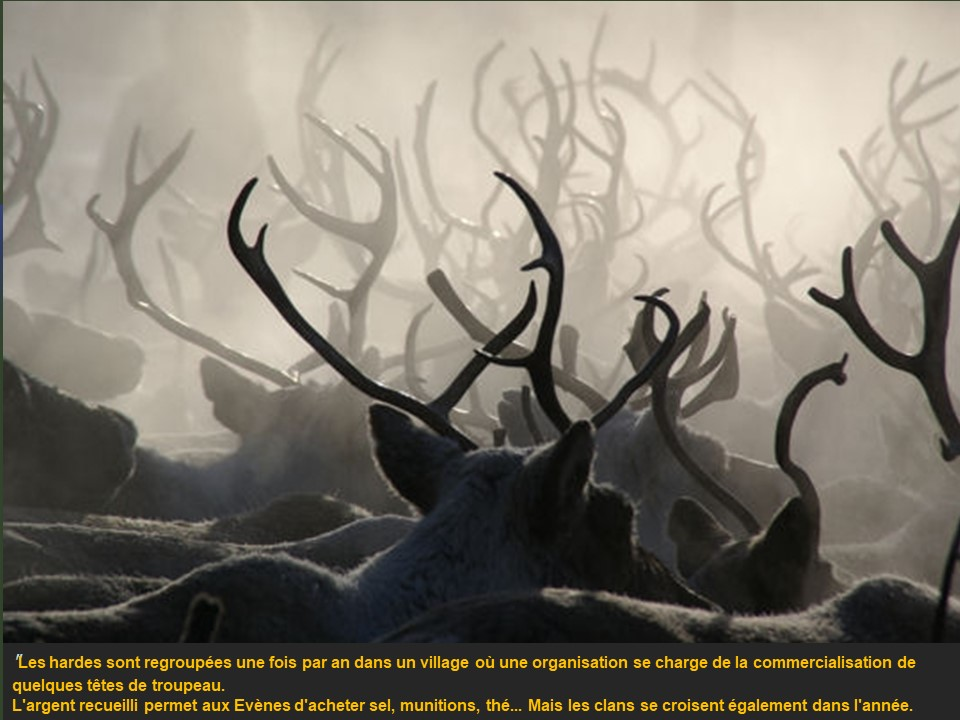 "Les hardes sont regroupées une fois par an dans un village où une organisation se charge de la commercialisation de
quelques têtes de troupeau.
L'argent recueilli permet aux Evènes d'acheter sel, munitions, thé... Mais les clans se croisent également dans l'année.